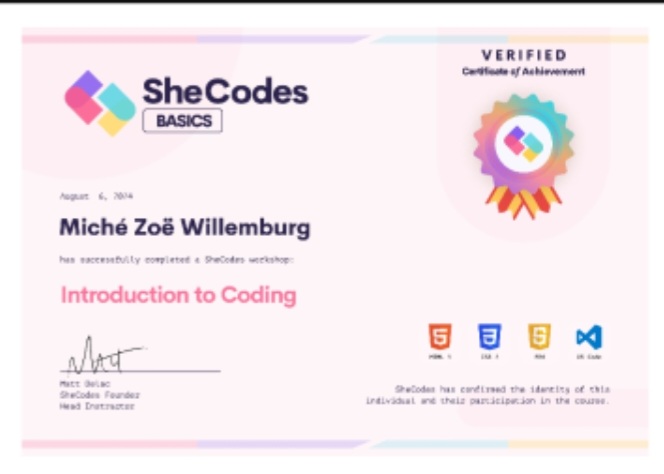 VERIFIED
Certificate of Achievement
SheCodes
BASICS
August 6, 2024
Miché Zoë Willemburg
has successfully completed a SheCodes workshop:
Introduction to Coding
HTML 5
CSS 3
VS Code
Matt Delac
SheCodes Founder
Head Instructor
SheCodes has confirmed the identity of this
individual and their participation in the course.